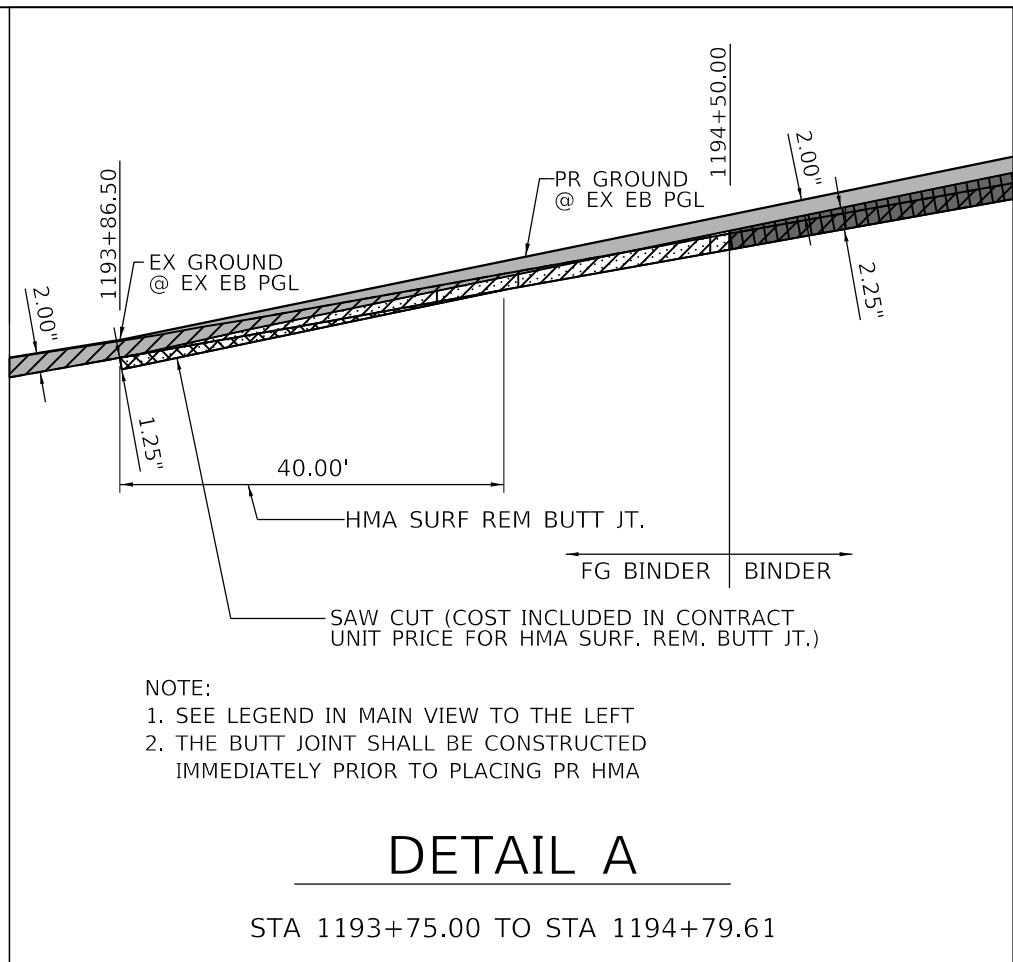 1194+50.00
2.00"
PR GROUND
@ EX EB PGL
1193+86.50
EX GROUND
@ EX EB PGL
2.00"
2.25"
1.25"
40.00'
HMA SURF REM BUTT JT.
FG BINDER
BINDER
SAW CUT (COST INCLUDED IN CONTRACT
UNIT PRICE FOR HMA SURF. REM. BUTT JT.)
NOTE:
1. SEE LEGEND IN MAIN VIEW TO THE LEFT
2. THE BUTT JOINT SHALL BE CONSTRUCTED
IMMEDIATELY PRIOR TO PLACING PR HMA
DETAIL A
STA 1193+75.00 TO STA 1194+79.61